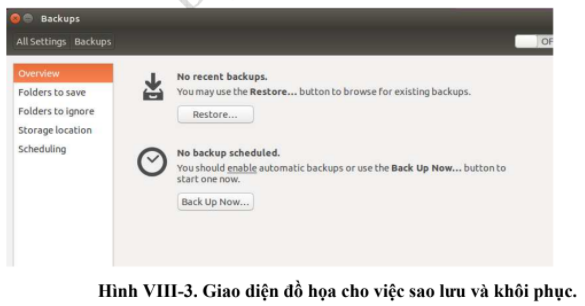 Backups
All Settings Backups
OF
Overview
Folders to save
Folders to ignore
Storage location
Scheduling
No recent backups.
You may use the Restore... button to browse for existing backups.
Restore...
No backup scheduled.
You should enable automatic backups or use the Back Up Now... button to
start one now.
Back Up Now...
Hình VIII-3. Giao diện đồ họa cho việc sao lưu và khôi phục.